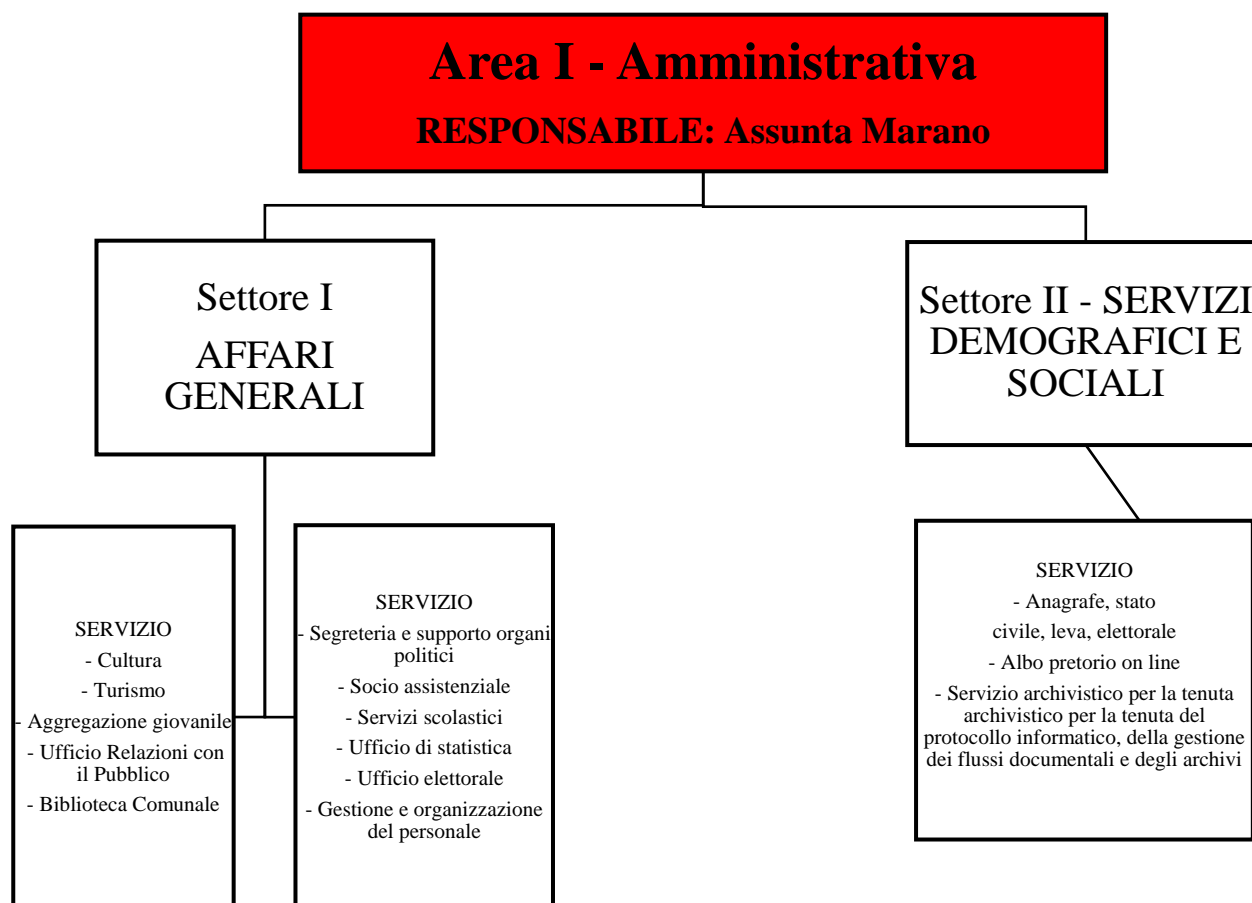 Area I - Amministrativa
RESPONSABILE: Assunta Marano
Settore I
AFFARI
GENERALI
Settore II - SERVIZI
DEMOGRAFICI E
SOCIALI
SERVIZIO
- Cultura
- Turismo
- Aggregazione giovanile
- Ufficio Relazioni con
il Pubblico
- Biblioteca Comunale
SERVIZIO
- Segreteria e supporto organi
politici
- Socio assistenziale
- Servizi scolastici
- Ufficio di statistica
- Ufficio elettorale
- Gestione e organizzazione
del personale
SERVIZIO
- Anagrafe, stato
civile, leva, elettorale
- Albo pretorio on line
- Servizio archivistico per la tenuta
archivistico per la tenuta del
protocollo informatico, della gestione
dei flussi documentali e degli archivi